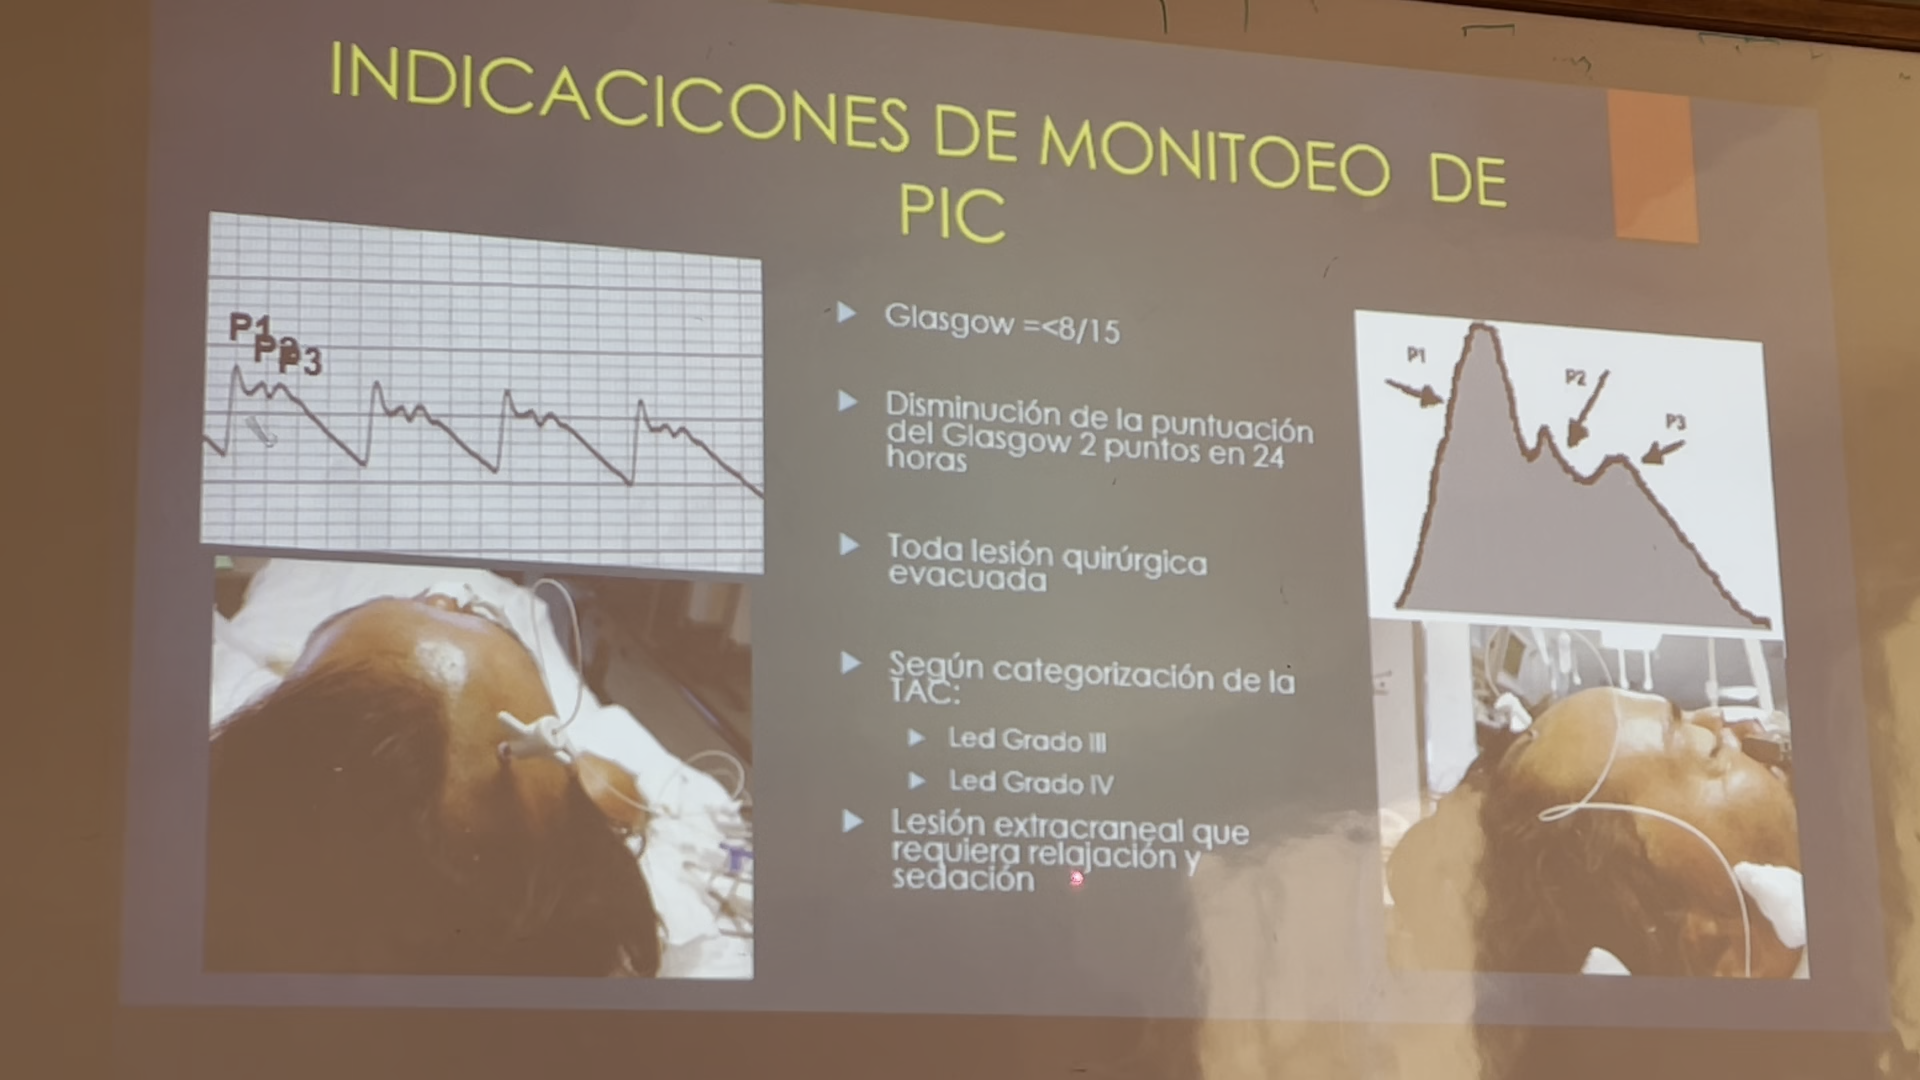 INDICACICONES DE MONITOEO DE
PIC
P1
P2
P3
Glasgow =<8/15
Disminución de la puntuación
del Glasgow 2 puntos en 24
horas
Toda lesión quirúrgica
evacuada
Según categorización de la
TAC:
Led Grado III
Led Grado IV
Lesión extracraneal que
requiera relajación y
sedación
P1
P2
P3